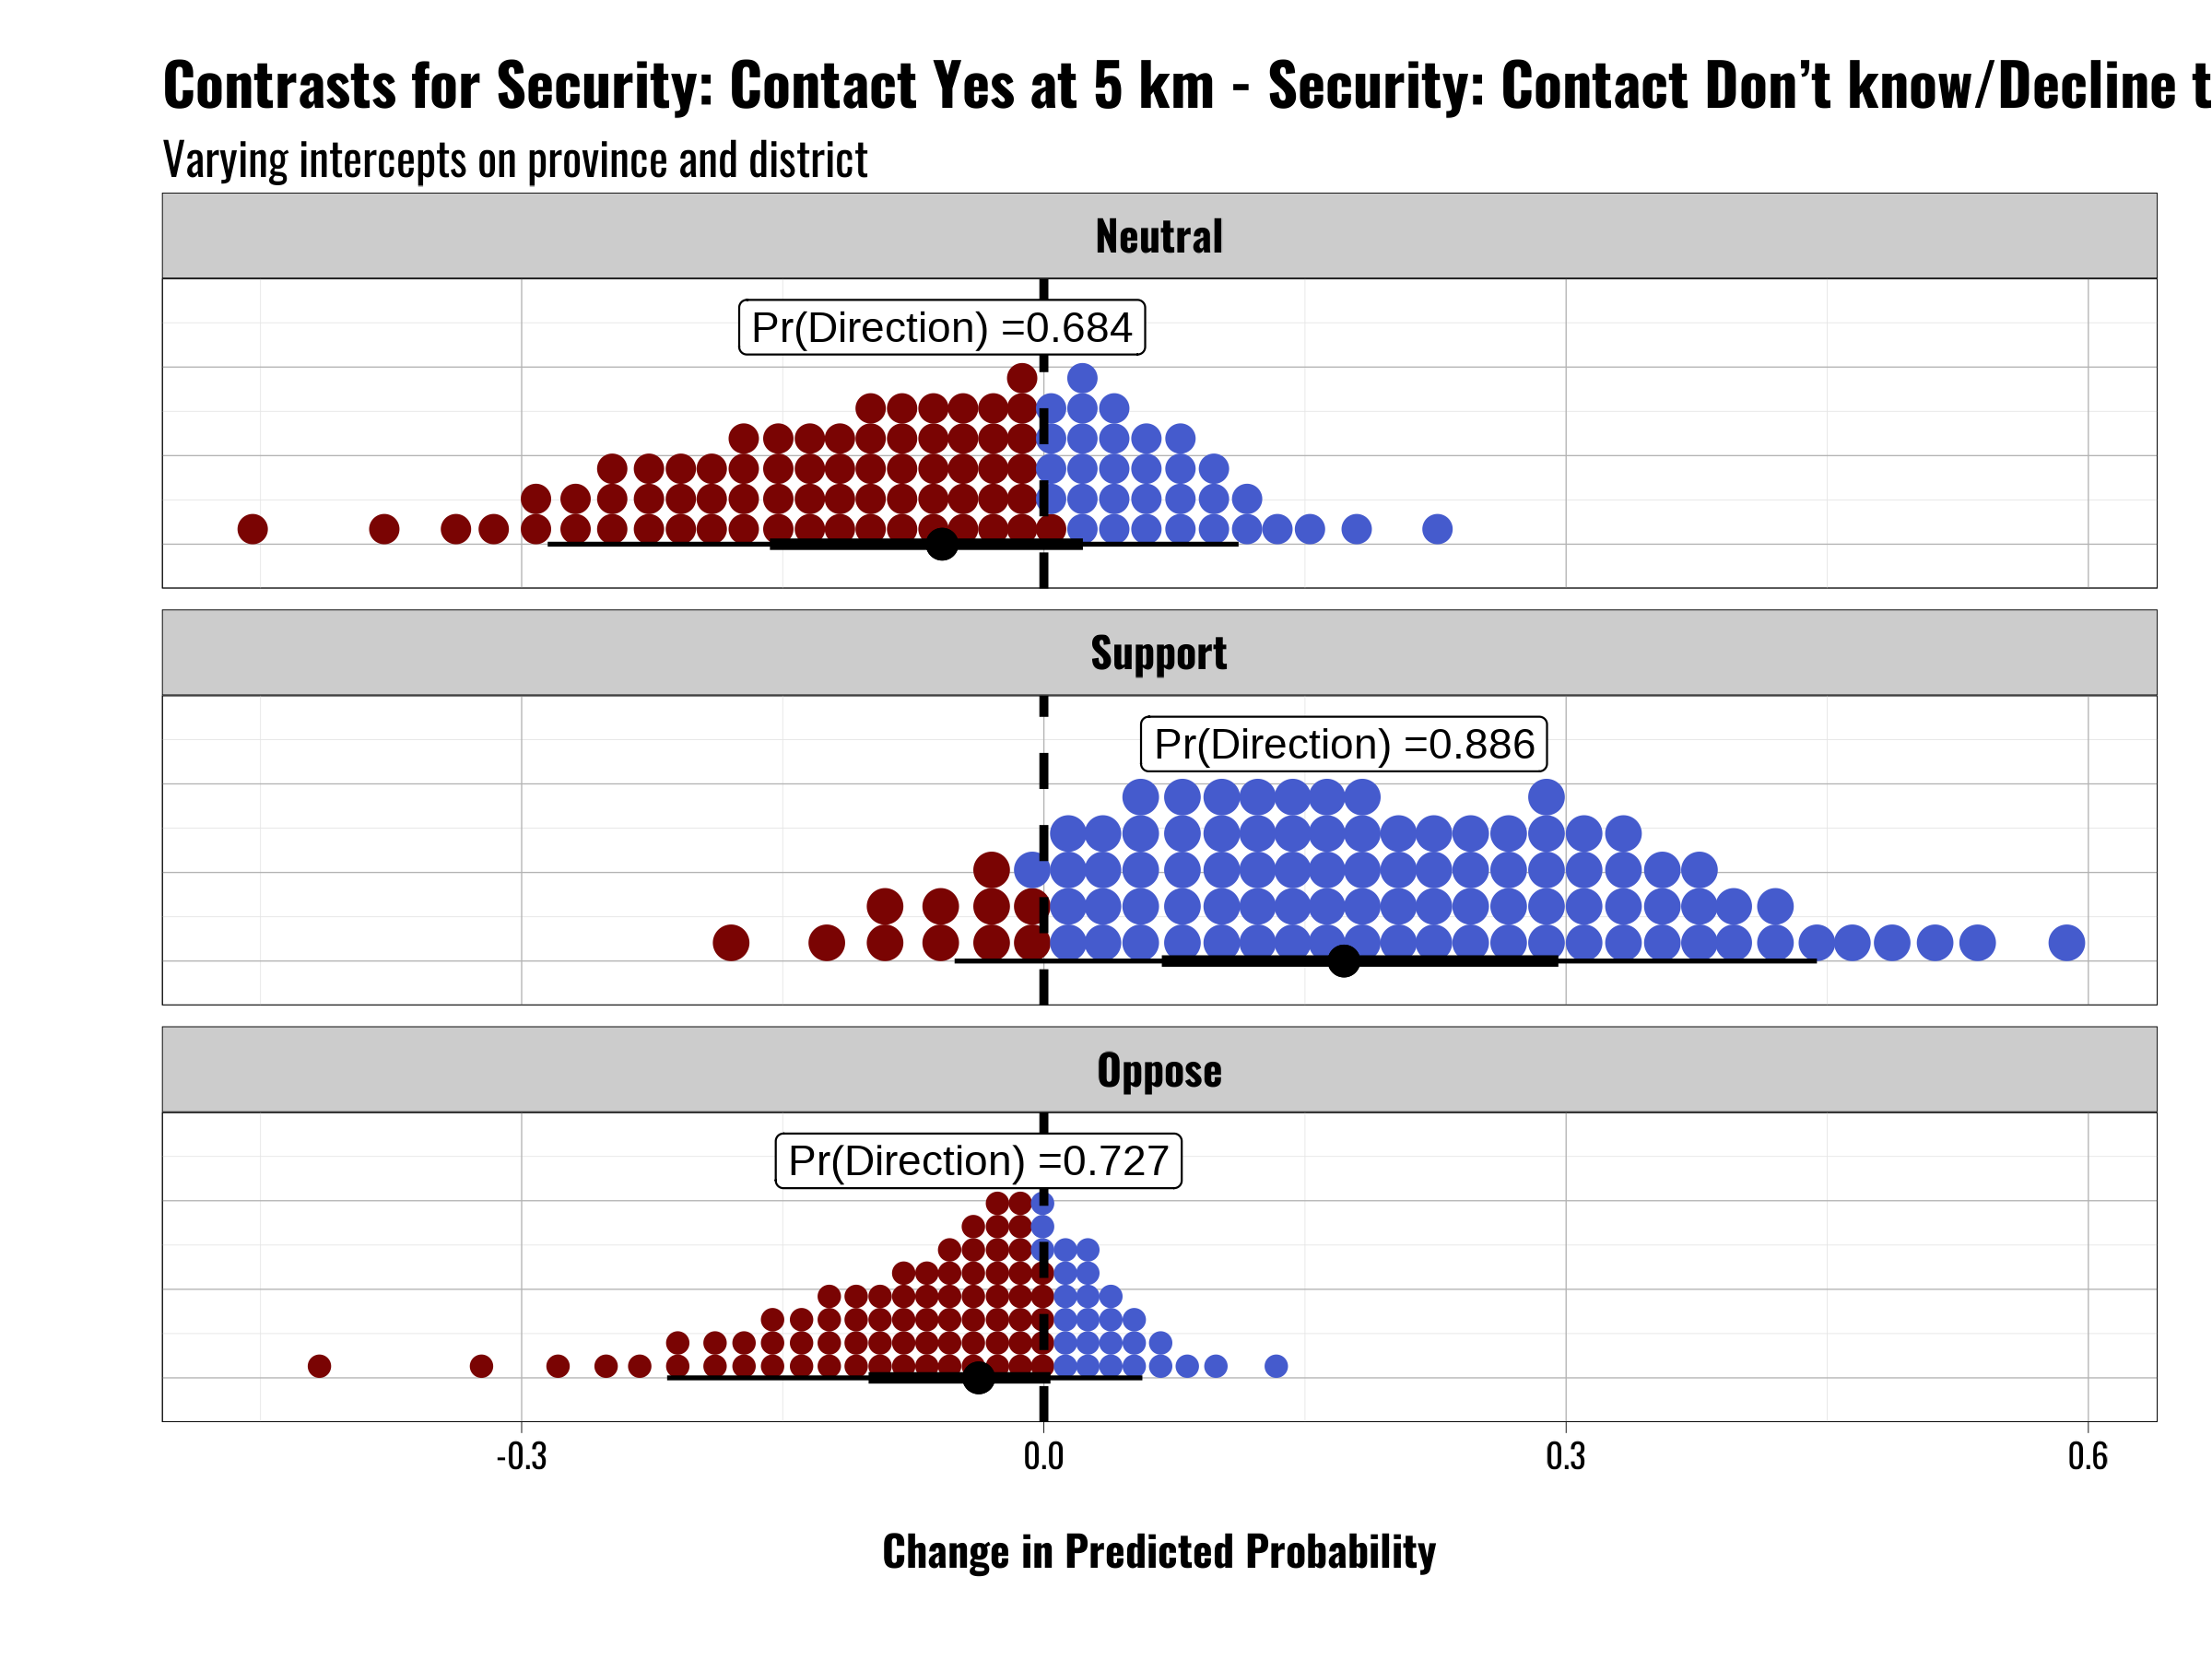 Contrasts for Security: Contact Yes at 5 km - Security: Contact Don’t know/Decline t
Varying intercepts on province and district
Neutral
Pr(Direction) =0.684
Support
Pr(Direction) =0.886
Oppose
Pr(Direction) =0.727
-0.3 0.0 0.3 0.6
Change in Predicted Probability